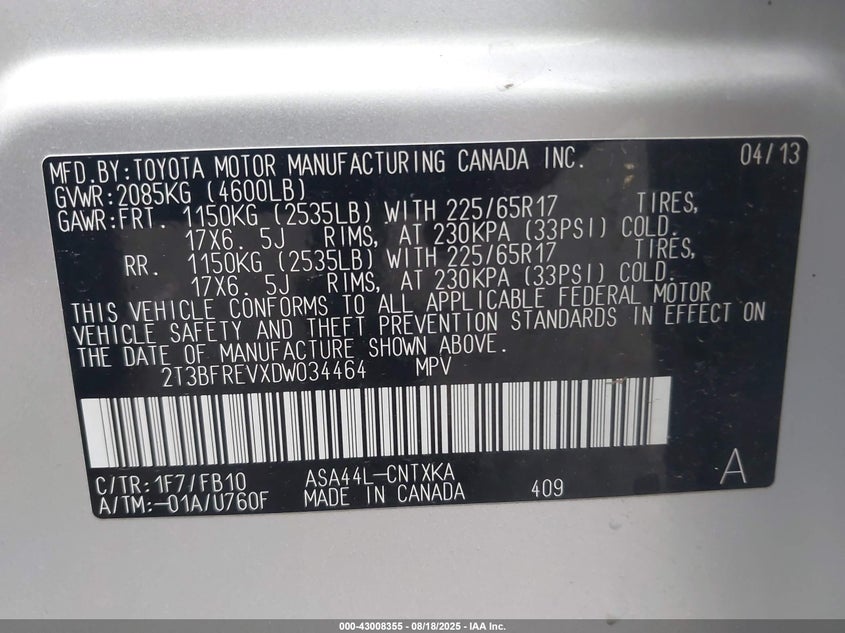 MFD.BY:TOYOTA MOTOR MANUFACTURING CANADA INC. 04/13
GVWR:2085KG (4600LB)
GAWR:FRT. 1150KG (2535LB) WITH 225/65R17 TIRES,
17X6.5J RIMS, AT 230KPA (33PSI) COLD.
RR. 1150KG (2535LB) WITH 225/65R17 TIRES,
17X6.5J RIMS, AT 230KPA (33PSI) COLD.
THIS VEHICLE CONFORMS TO ALL APPLICABLE FEDERAL MOTOR
VEHICLE SAFETY AND THEFT PREVENTION STANDARDS IN EFFECT ON
THE DATE OF MANUFACTURE SHOWN ABOVE.
2T3BFREVXDW034464 MPV
C/TR:1F7/FB10 ASA44L-CNTXKA A
A/TM:-01A/U760F MADE IN CANADA 409
000-43008355 - 08/18/2025 - IAA Inc.